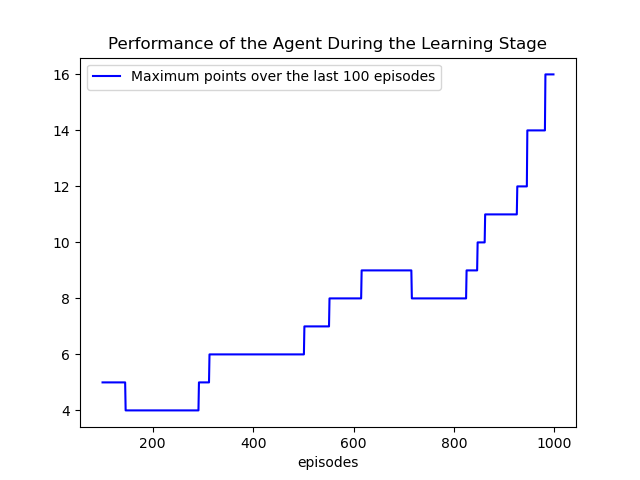 Performance of the Agent During the Learning Stage
Maximum points over the last 100 episodes
16
14
12
10
8
6
4
200 400 600 800 1000
episodes